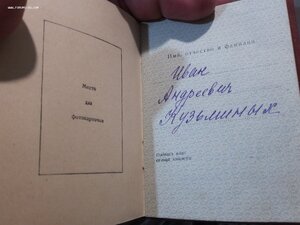 Место
для
фотокарточки
Имя, отчество и фамилия
Иван
Андреевич
Кузьминых